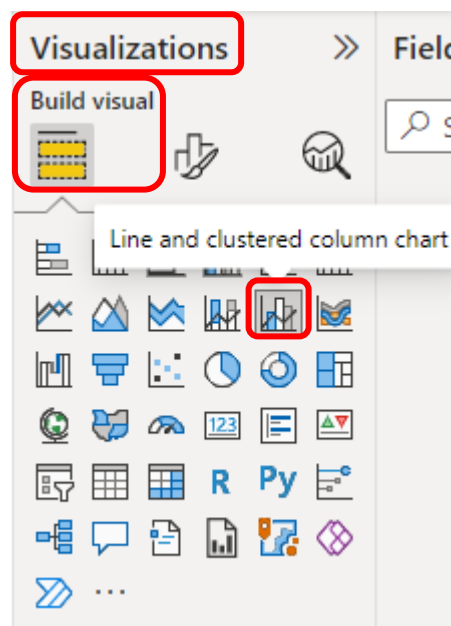 Visualizations
Build visual
Line and clustered column chart
123
R
Py